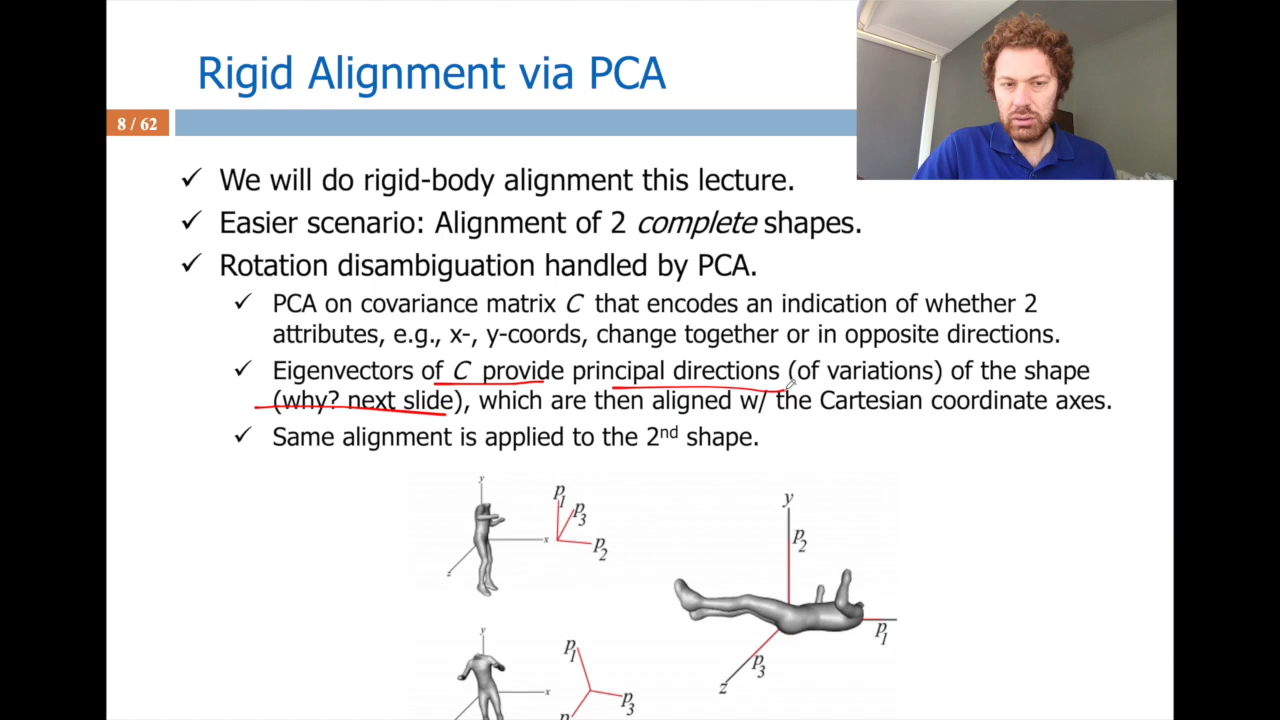 Rigid Alignment via PCA
8 / 62
✓ We will do rigid-body alignment this lecture.
✓ Easier scenario: Alignment of 2 complete shapes.
✓ Rotation disambiguation handled by PCA.
✓ PCA on covariance matrix C that encodes an indication of whether 2
attributes, e.g., x-, y-coords, change together or in opposite directions.
✓ Eigenvectors of C provide principal directions (of variations) of the shape
(why? next slide), which are then aligned w/ the Cartesian coordinate axes.
✓ Same alignment is applied to the 2nd shape.
y
p1
p3
x
p2
z
y
p2
p1
p3
z
y
p1
x
p3